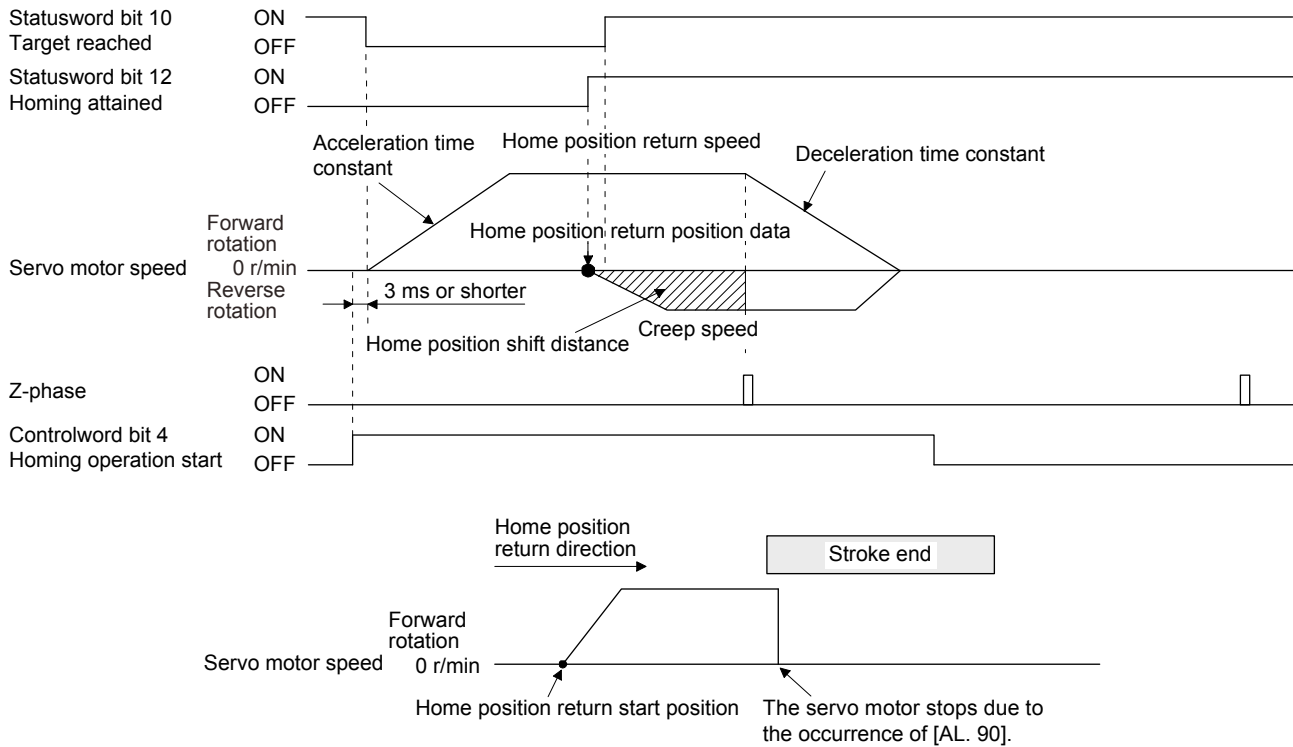 Statusword bit 10 ON
Target reached OFF
Statusword bit 12 ON
Homing attained OFF
Acceleration time
constant
Home position return speed
Deceleration time constant
Forward
rotation
Home position return position data
Servo motor speed 0 r/min
Reverse
rotation
3 ms or shorter
Creep speed
Home position shift distance
ON
Z-phase
OFF
Controlword bit 4 ON
Homing operation start OFF
Home position
return direction
Stroke end
Forward
rotation
Servo motor speed 0 r/min
Home position return start position
The servo motor stops due to
the occurrence of [AL. 90].